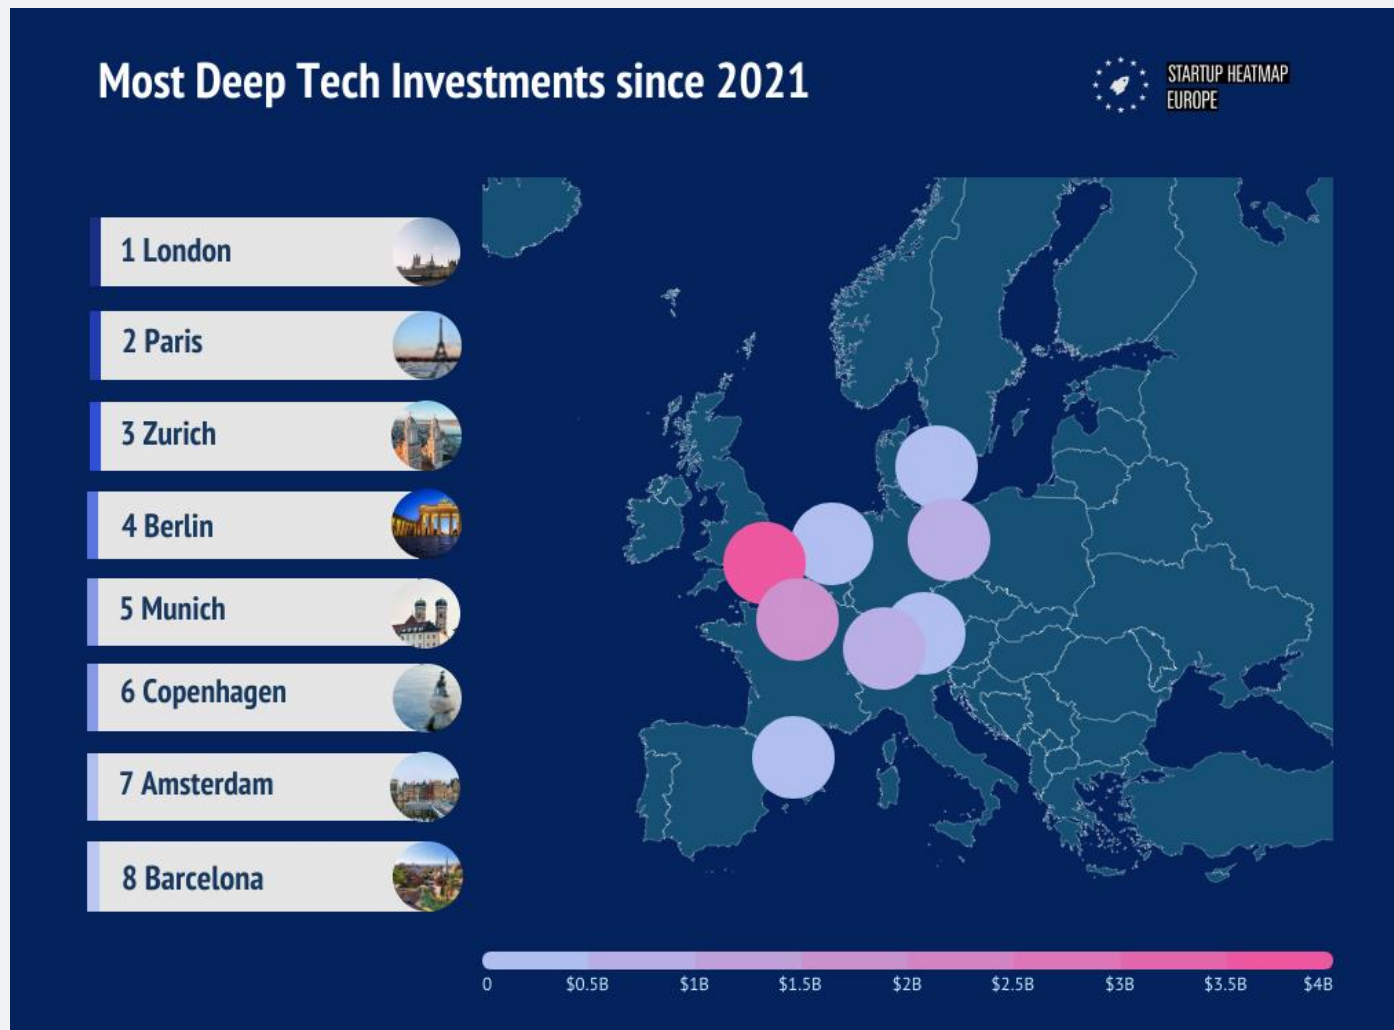 Most Deep Tech Investments since 2021
STARTUP HEATMAP
EUROPE
1 London
2 Paris
3 Zurich
4 Berlin
5 Munich
6 Copenhagen
7 Amsterdam
8 Barcelona
0 $0.5B $1B $1.5B $2B $2.5B $3B $3.5B $4B